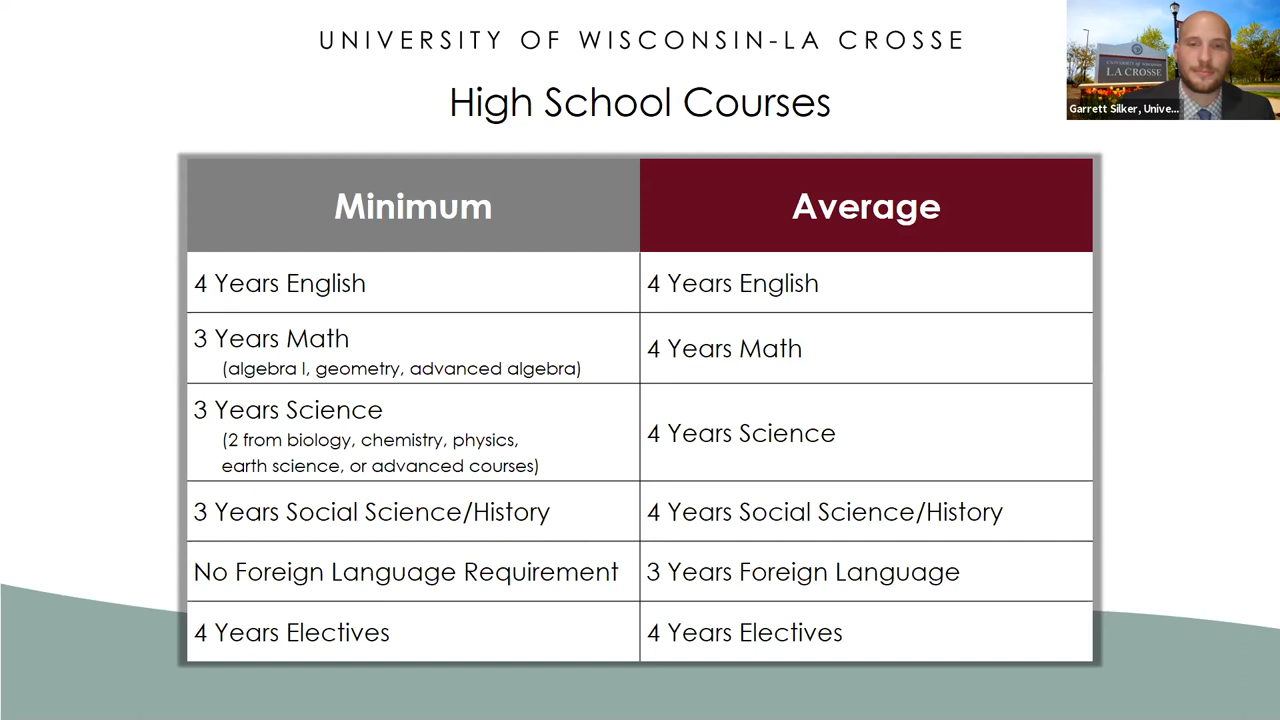 UNIVERSITY OF WISCONSIN-LA CROSSE
High School Courses
UNIVERSITY of WISCONSIN
LA CROSSE
Garrett Silker, Unive...
Minimum
Average
4 Years English
4 Years English
3 Years Math
(algebra I, geometry, advanced algebra)
4 Years Math
3 Years Science
(2 from biology, chemistry, physics,
earth science, or advanced courses)
4 Years Science
3 Years Social Science/History
4 Years Social Science/History
No Foreign Language Requirement
3 Years Foreign Language
4 Years Electives
4 Years Electives